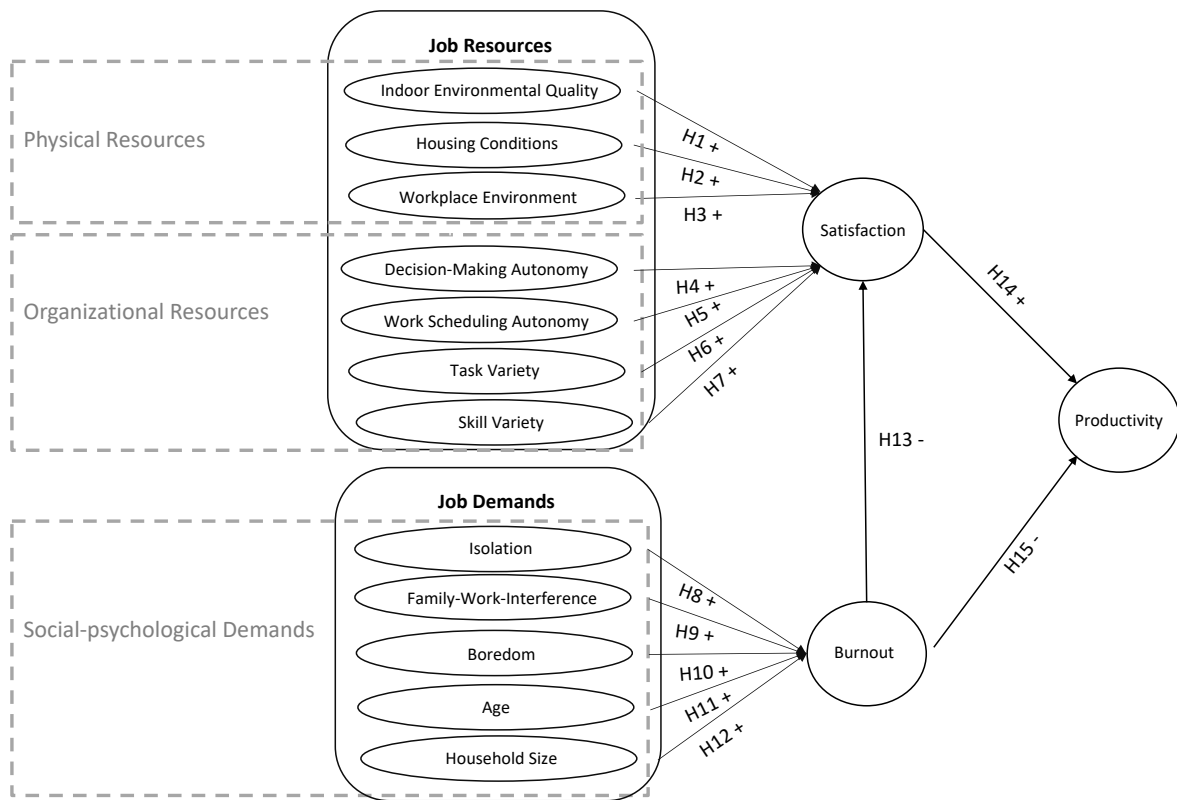 Job Resources
Physical Resources
Indoor Environmental Quality
Housing Conditions
Workplace Environment
Organizational Resources
Decision-Making Autonomy
Work Scheduling Autonomy
Task Variety
Skill Variety
H1 +
H2 +
H3 +
H4 +
H5 +
H6 +
H7 +
Satisfaction
H14 +
Productivity
H13 -
H15 -
Job Demands
Social-psychological Demands
Isolation
Family-Work-Interference
Boredom
Age
Household Size
H8 +
H9 +
H10 +
H11 +
H12 +
Burnout